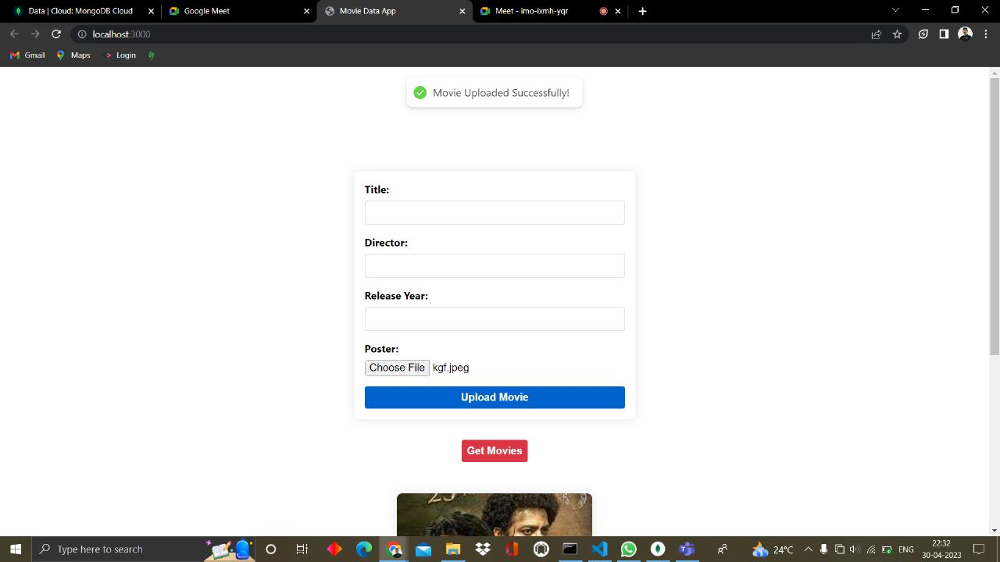 Data | Cloud: MongoDB Cloud
Google Meet
Movie Data App
Meet - imo-ixmh-yqr
localhost:3000
Gmail
Maps
Login
Movie Uploaded Successfully!
Title:
Director:
Release Year:
Poster:
Choose File kgf.jpeg
Upload Movie
Get Movies
Type here to search
24°C
ENG
22:32
30-04-2023